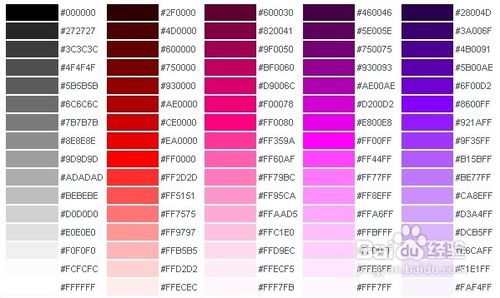 #000000 #2F0000 #600030 #460046 #28004D
#272727 #4D0000 #820041 #5E005E #3A006F
#3C3C3C #600000 #9F0050 #750075 #4B0091
#4F4F4F #750000 #BF0060 #930093 #5B00AE
#5B5B5B #930000 #D9006C #AE00AE #6F00D2
#6C6C6C #AE0000 #F00078 #D200D2 #8600FF
#7B7B7B #CE0000 #FF0080 #E800E8 #921AFF
#8E8E8E #EA0000 #FF359A #FF00FF #9F35FF
#9D9D9D #FF0000 #FF60AF #FF44FF #B15BFF
#ADADAD #FF2D2D #FF79BC #FF77FF #BE77FF
#BEBEBE #FF5151 #FF95CA #FF8EFF #CA8EFF
#D0D0D0 #FF7575 #FFAAD5 #FFA6FF #D3A4FF
#E0E0E0 #FF9797 #FFC1E0 #FFBFFF #DCB5FF
#F0F0F0 #FFB5B5 #FFD9EC #E6CAFF
#FCFCFC #FFD2D2 #FFECF5 #F1E1FF
#FFFFFF #FFECEC #FFF7FB #FFF7FF #FAF4FF
Baidu 经验
jingyan.baidu.com